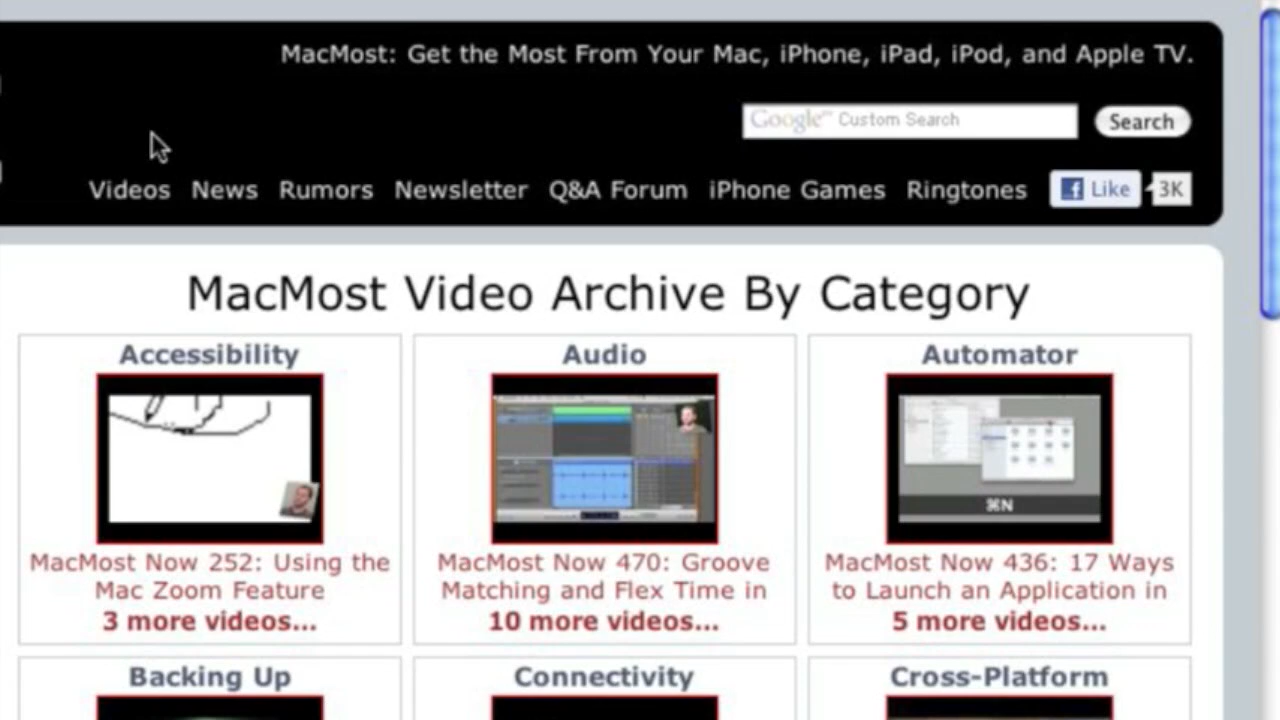 MacMost: Get the Most From Your Mac, iPhone, iPad, iPod, and Apple TV.
Google™ Custom Search
Search
Videos News Rumors Newsletter Q&A Forum iPhone Games Ringtones Like 3K
MacMost Video Archive By Category
Accessibility Audio Automator
⌘N
MacMost Now 252: Using the MacMost Now 470: Groove MacMost Now 436: 17 Ways
Mac Zoom Feature Matching and Flex Time in to Launch an Application in
3 more videos... 10 more videos... 5 more videos...
Backing Up Connectivity Cross-Platform